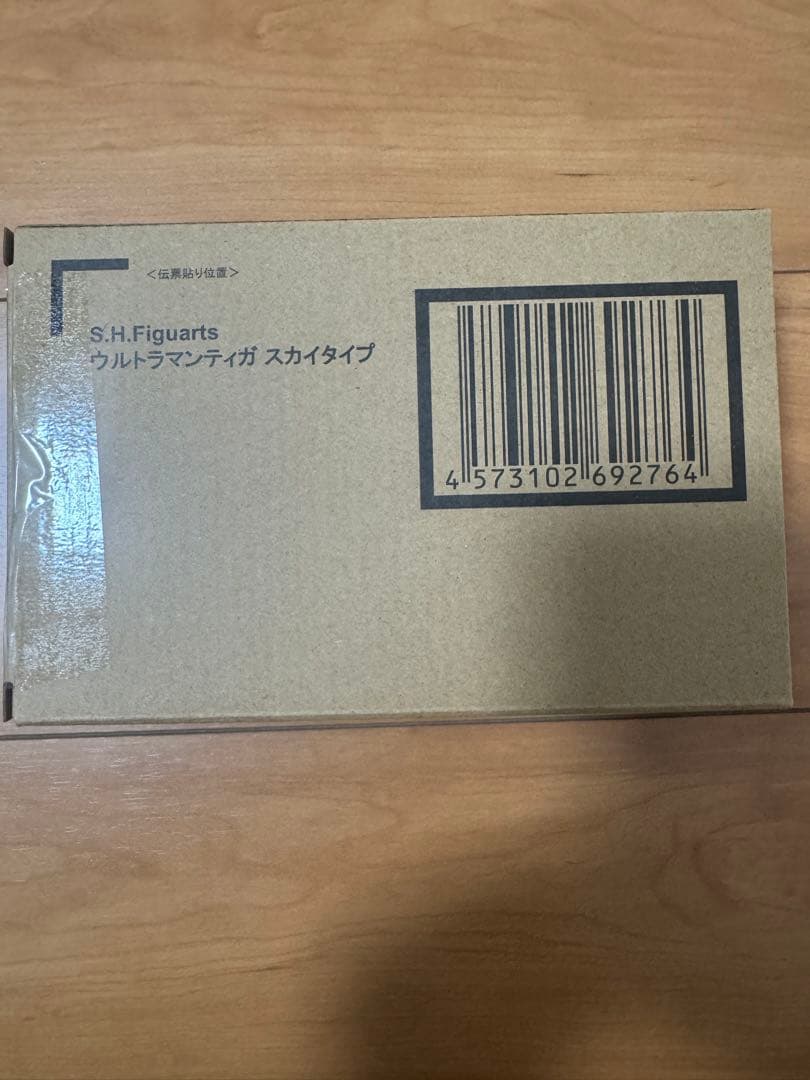 <伝票貼り位置>
S.H.Figuarts
ウルトラマンティガ スカイタイプ
4 573102 692764